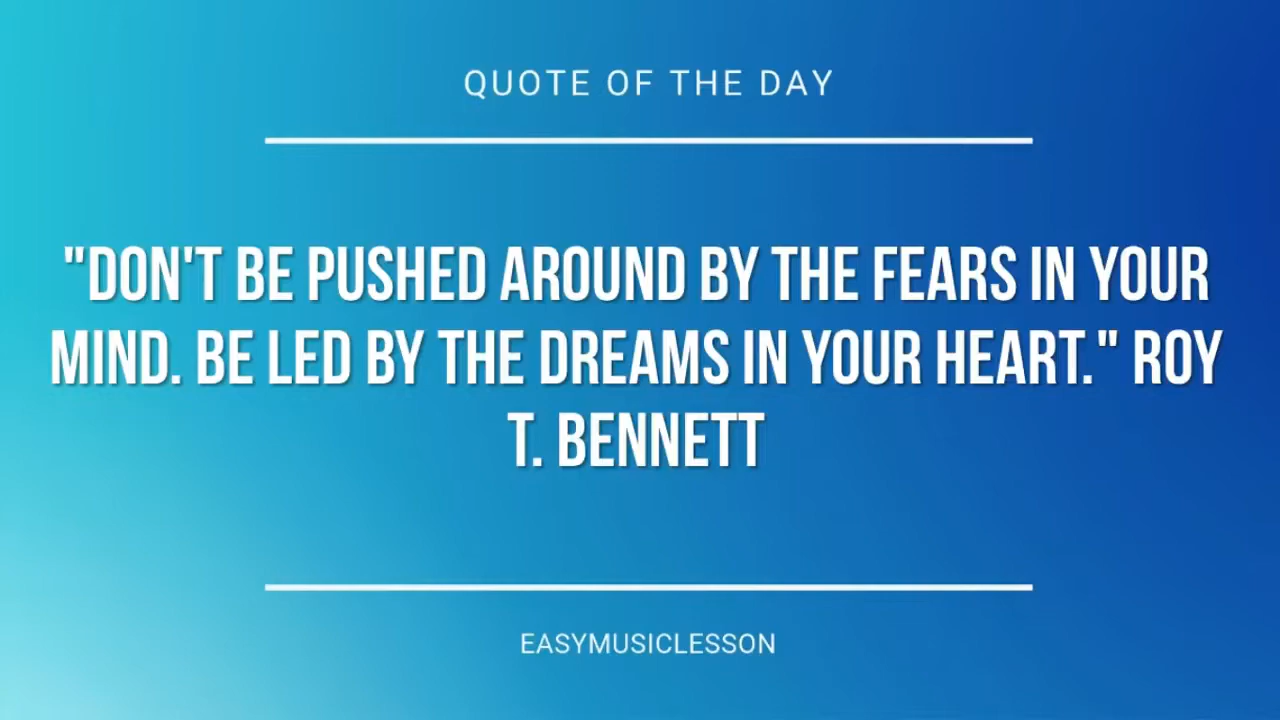 QUOTE OF THE DAY
"DON'T BE PUSHED AROUND BY THE FEARS IN YOUR
MIND. BE LED BY THE DREAMS IN YOUR HEART." ROY
T. BENNETT
EASYMUSICLESSON